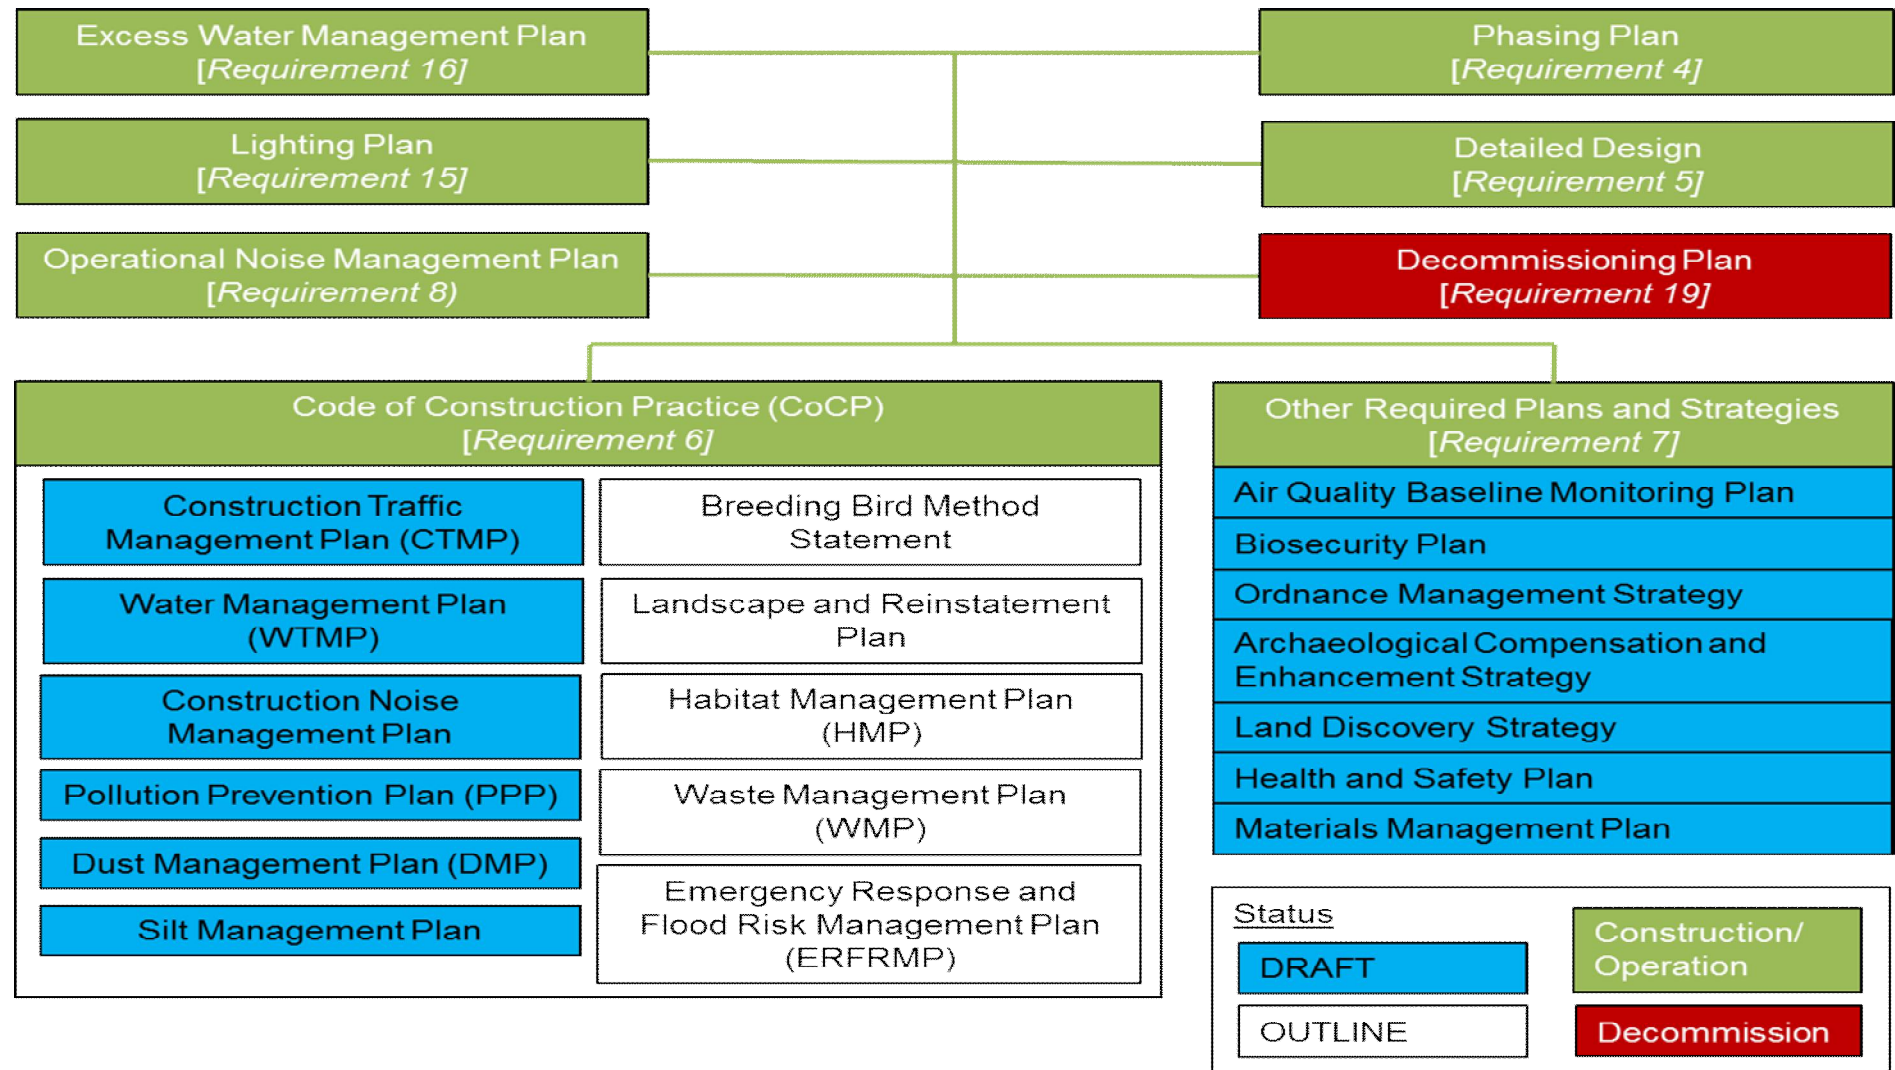 Excess Water Management Plan
[Requirement 16]
Phasing Plan
[Requirement 4]
Lighting Plan
[Requirement 15]
Detailed Design
[Requirement 5]
Operational Noise Management Plan
[Requirement 8)
Decommissioning Plan
[Requirement 19]
Code of Construction Practice (CoCP)
[Requirement 6]
Construction Traffic
Management Plan (CTMP)
Water Management Plan
(WTMP)
Construction Noise
Management Plan
Pollution Prevention Plan (PPP)
Dust Management Plan (DMP)
Silt Management Plan
Breeding Bird Method
Statement
Landscape and Reinstatement
Plan
Habitat Management Plan
(HMP)
Waste Management Plan
(WMP)
Emergency Response and
Flood Risk Management Plan
(ERFRMP)
Other Required Plans and Strategies
[Requirement 7]
Air Quality Baseline Monitoring Plan
Biosecurity Plan
Ordnance Management Strategy
Archaeological Compensation and
Enhancement Strategy
Land Discovery Strategy
Health and Safety Plan
Materials Management Plan
Status
DRAFT
OUTLINE
Construction/
Operation
Decommission